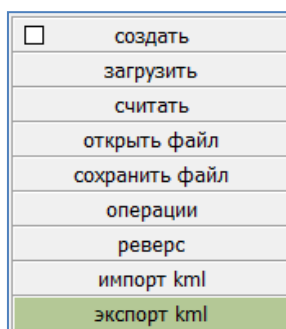 создать
загрузить
считать
открыть файл
сохранить файл
операции
реверс
импорт kml
экспорт kml